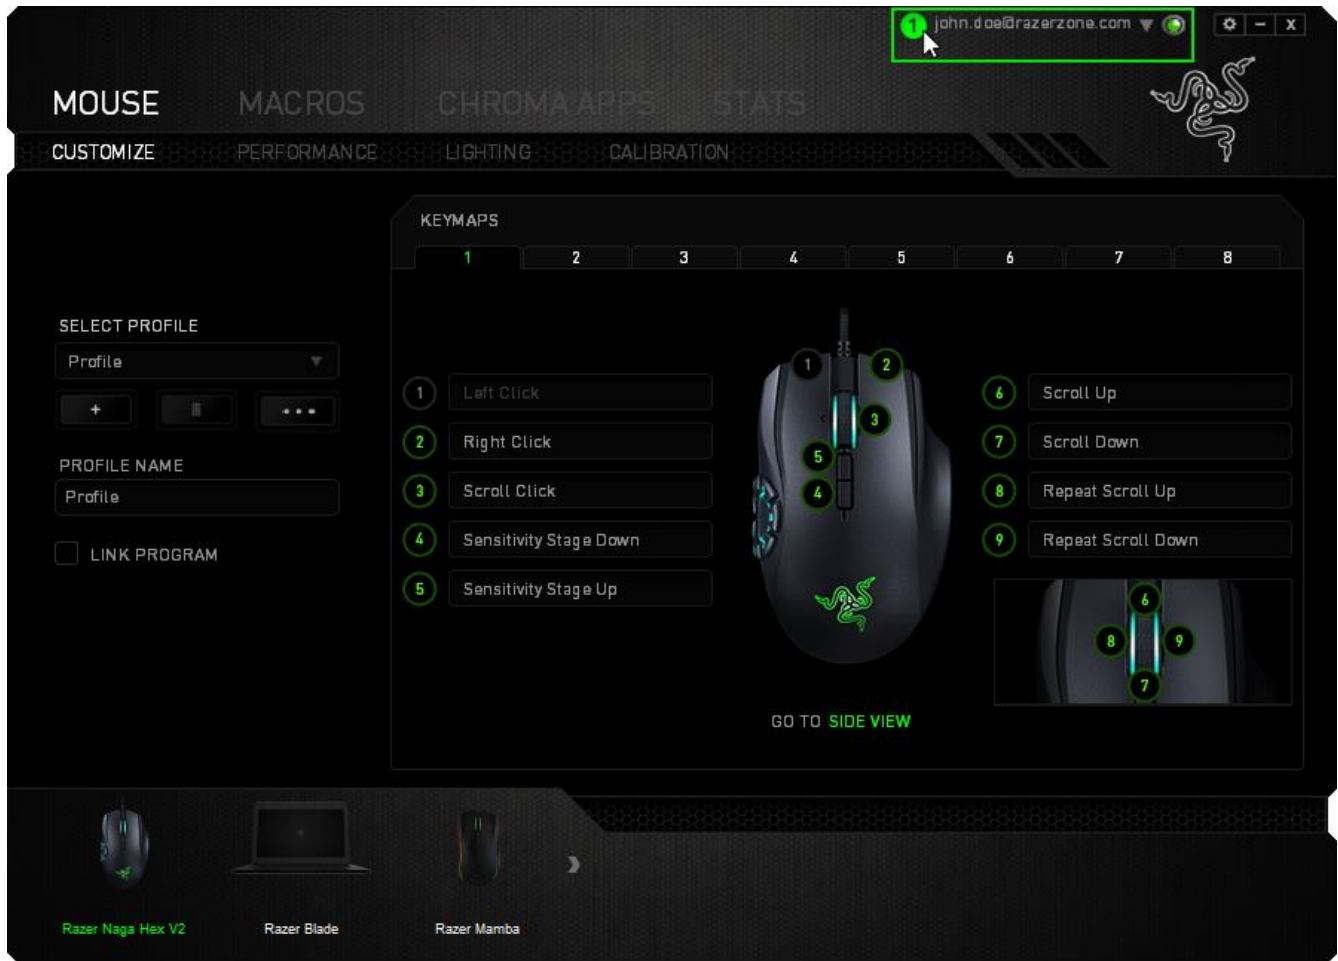 1 john.doe@razerzone.com
X
MOUSE MACROS CHROMA APPS STATS
CUSTOMIZE PERFORMANCE LIGHTING CALIBRATION
KEYMAPS
1 2 3 4 5 6 7 8
SELECT PROFILE
Profile
+
PROFILE NAME
Profile
LINK PROGRAM
1 Left Click
2 Right Click
3 Scroll Click
4 Sensitivity Stage Down
5 Sensitivity Stage Up
1 2
3
5
4
6 Scroll Up
7 Scroll Down
8 Repeat Scroll Up
9 Repeat Scroll Down
6
8 9
7
GO TO SIDE VIEW
Razer Naga Hex V2 Razer Blade Razer Mamba